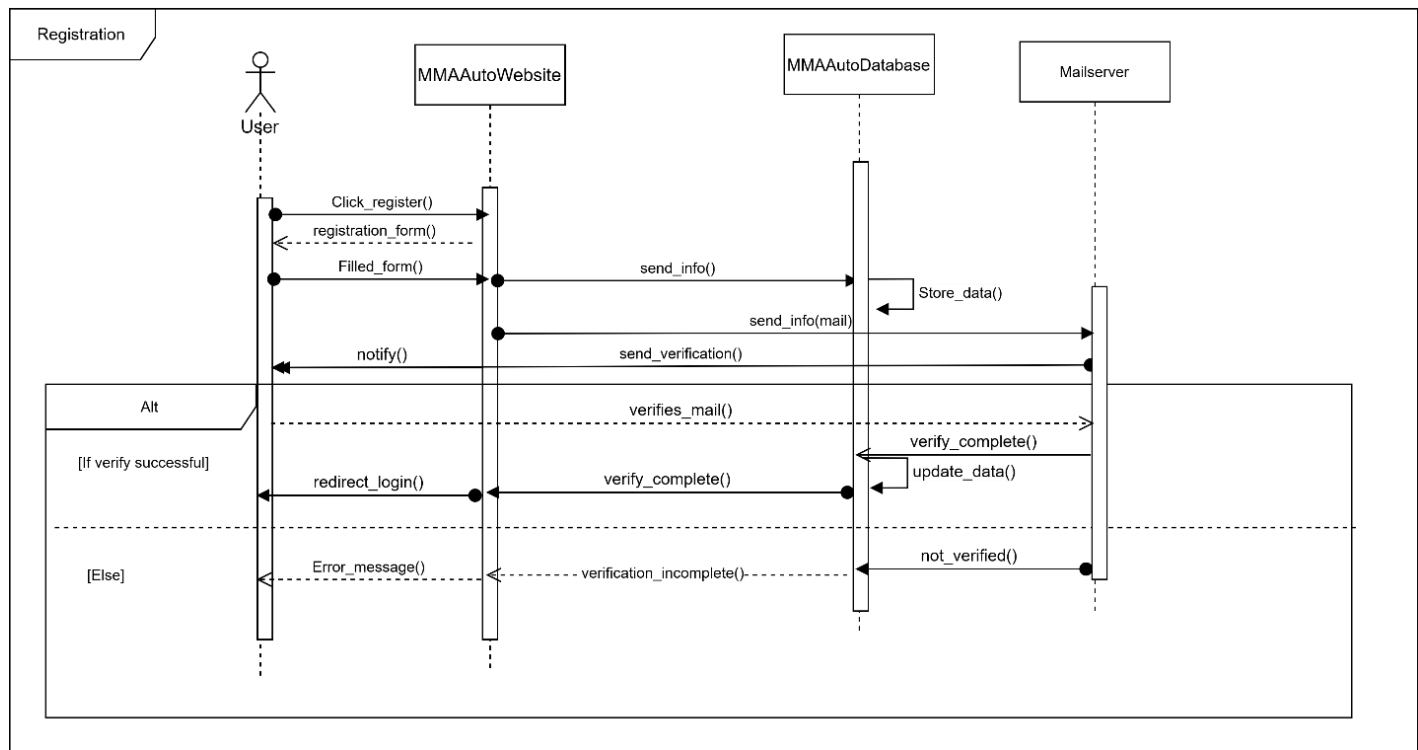 Registration
User
MMAAutoWebsite
MMAAutoDatabase
Mailserver
Click_register()
registration_form()
Filled_form()
send_info()
Store_data()
send_info(mail)
notify()
send_verification()
Alt
verifies_mail()
[If verify successful]
verify_complete()
update_data()
redirect_login()
verify_complete()
[Else]
Error_message()
verification_incomplete()
not_verified()